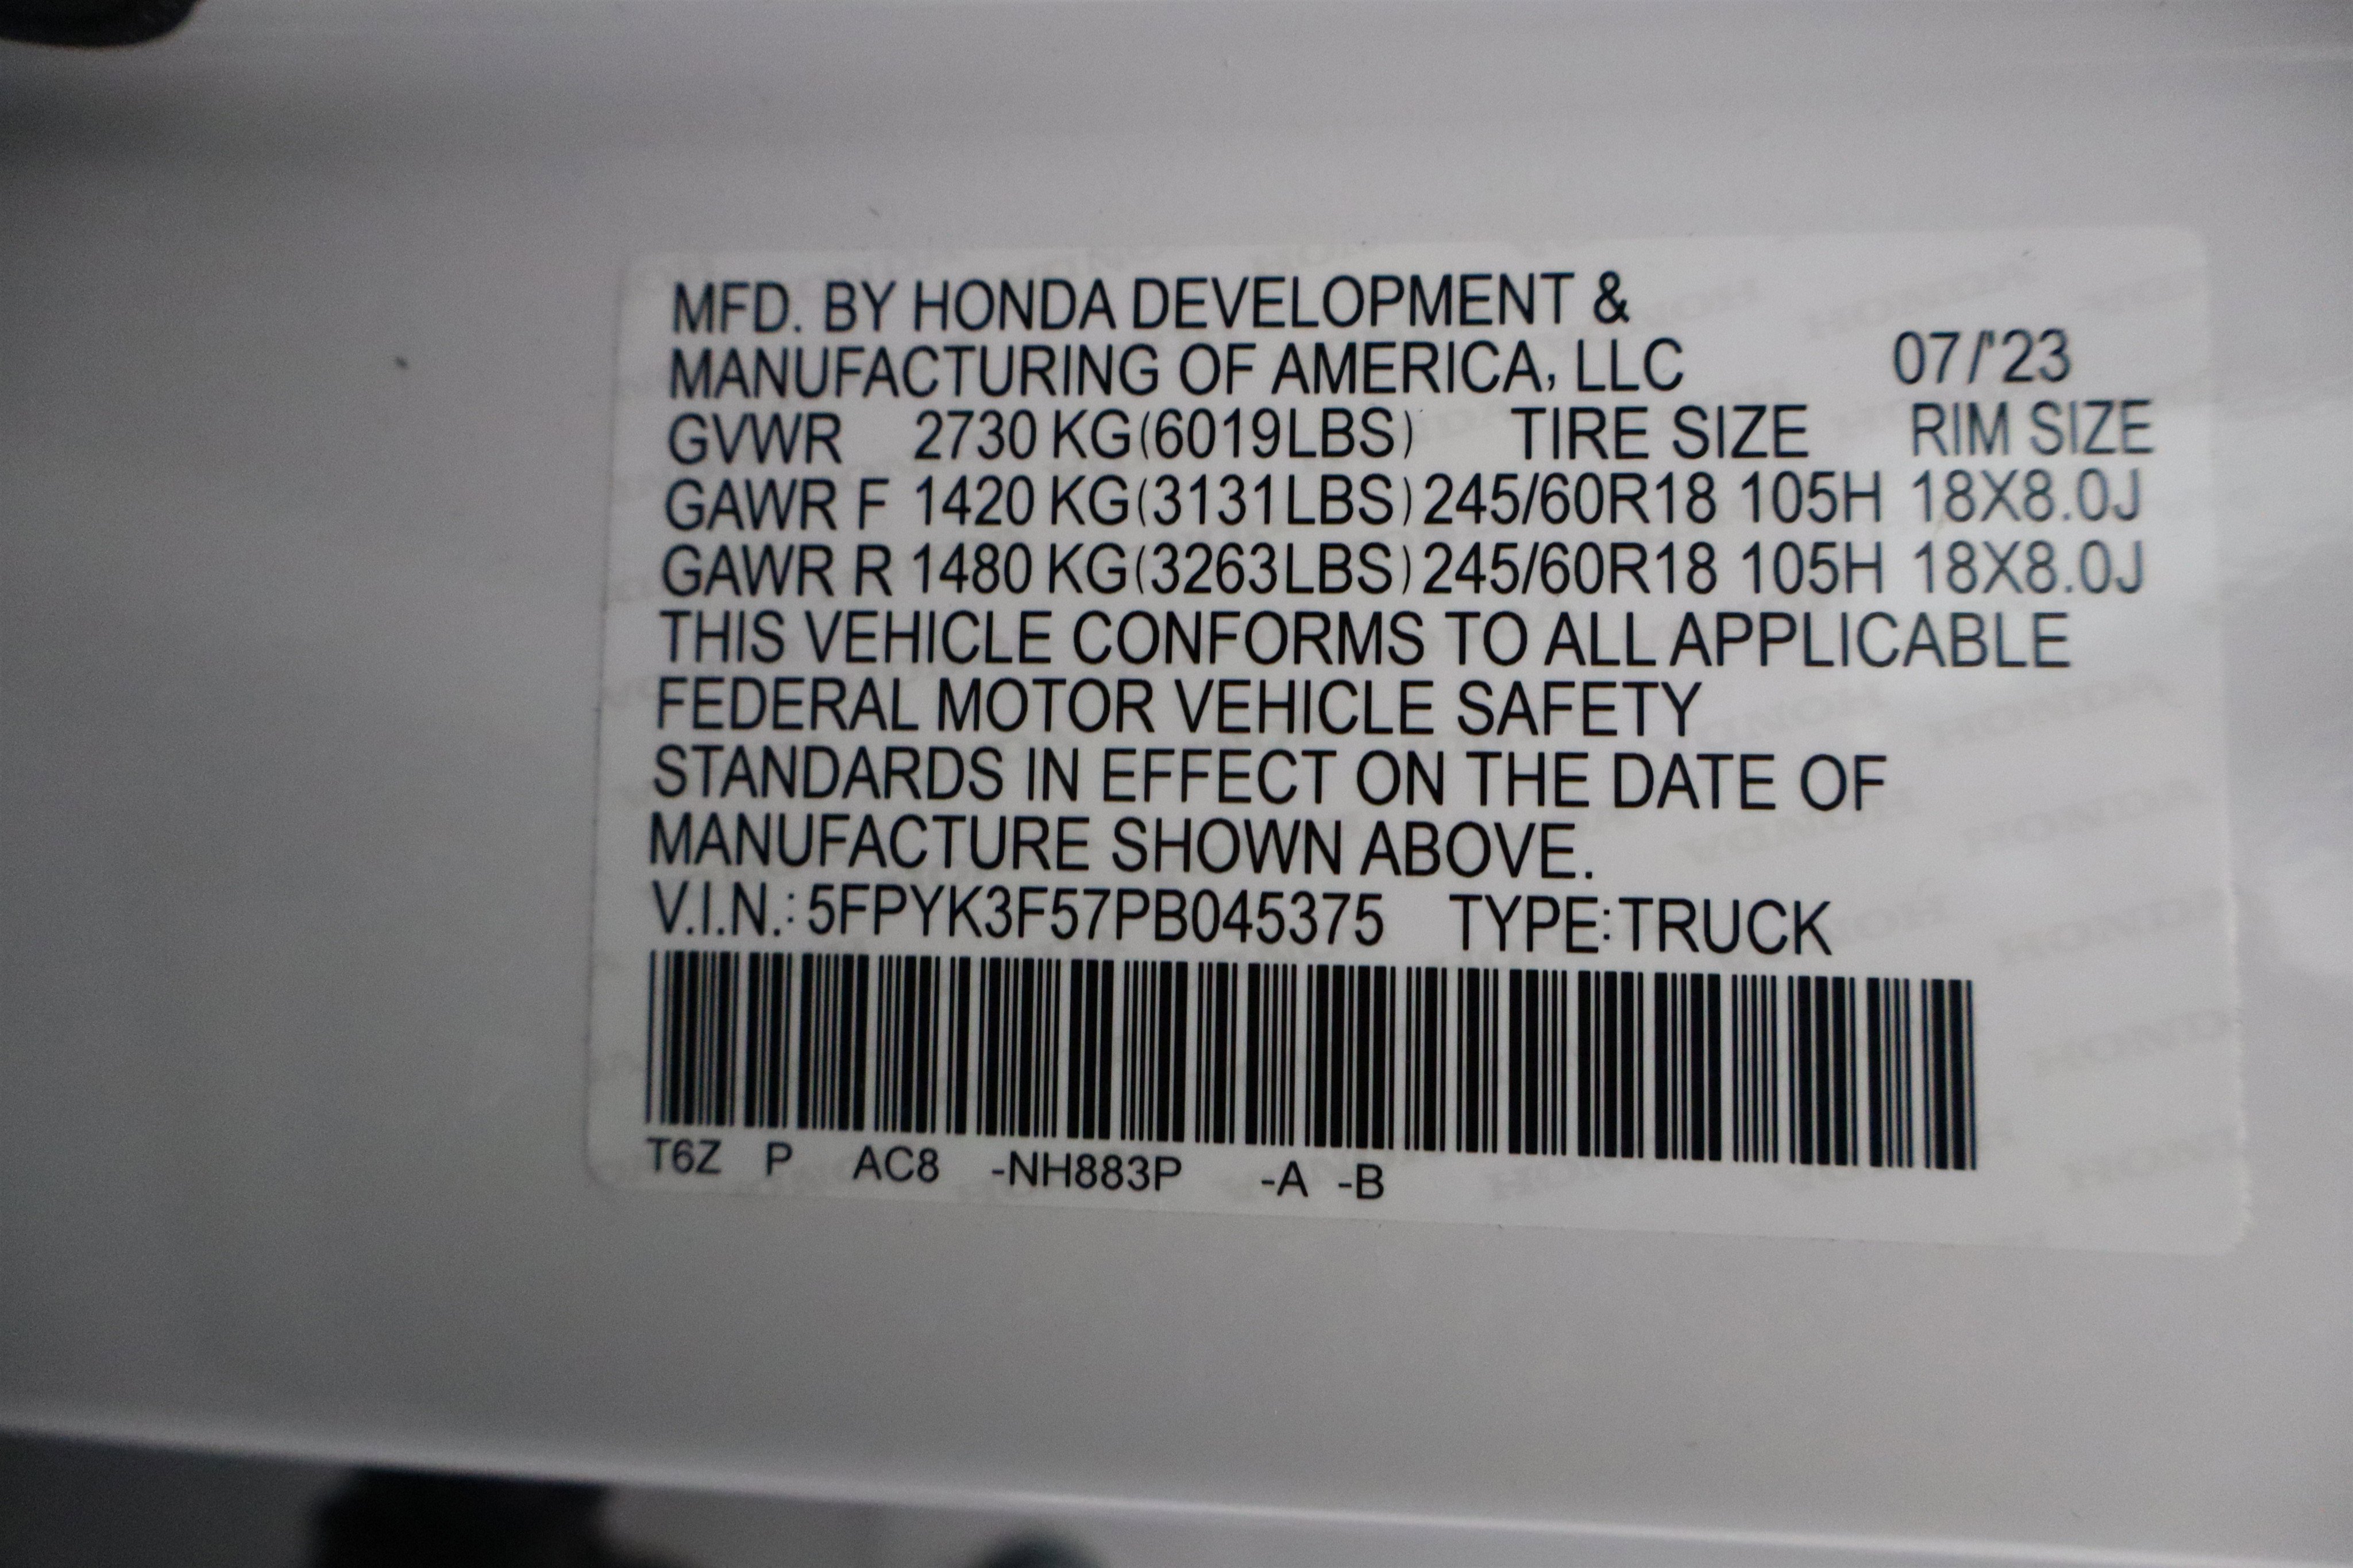 MFD. BY HONDA DEVELOPMENT &
MANUFACTURING OF AMERICA, LLC 07/'23
GVWR 2730 KG(6019LBS) TIRE SIZE RIM SIZE
GAWR F 1420 KG(3131LBS) 245/60R18 105H 18X8.0J
GAWR R 1480 KG(3263LBS) 245/60R18 105H 18X8.0J
THIS VEHICLE CONFORMS TO ALL APPLICABLE
FEDERAL MOTOR VEHICLE SAFETY
STANDARDS IN EFFECT ON THE DATE OF
MANUFACTURE SHOWN ABOVE.
V.I.N.: 5FPYK3F57PB045375 TYPE:TRUCK
T6Z P AC8 -NH883P -A -B